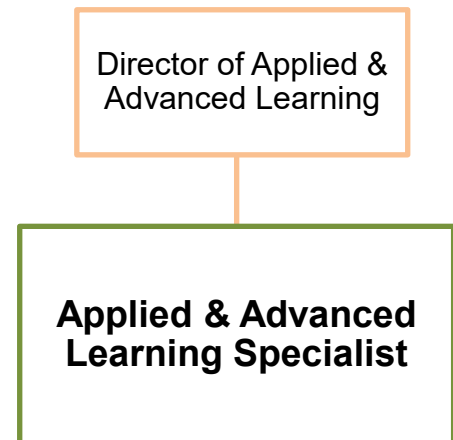 Director of Applied &
Advanced Learning
Applied & Advanced
Learning Specialist